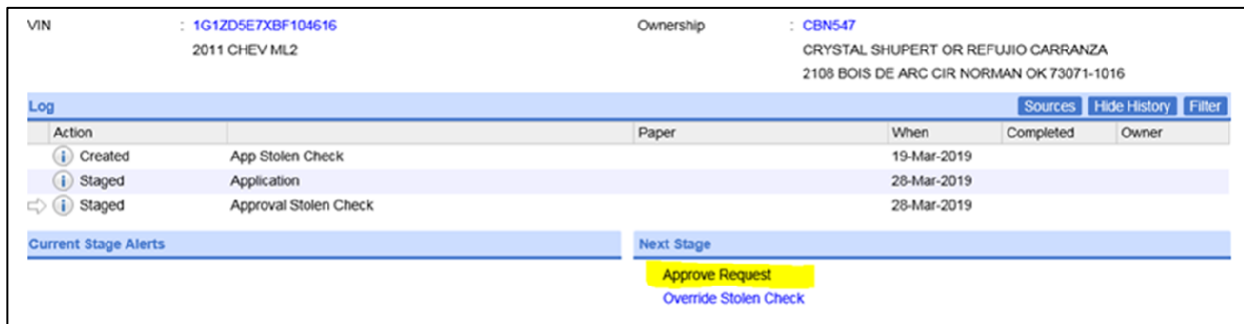 VIN : 1G1ZD5E7XBF104616 Ownership : CBN547
2011 CHEV ML2 CRYSTAL SHUPERT OR REFUJIO CARRANZA
2108 BOIS DE ARC CIR NORMAN OK 73071-1016
Log Sources Hide History Filter
Action Paper When Completed Owner
Created App Stolen Check 19-Mar-2019
Staged Application 28-Mar-2019
Staged Approval Stolen Check 28-Mar-2019
Current Stage Alerts Next Stage
Approve Request
Override Stolen Check